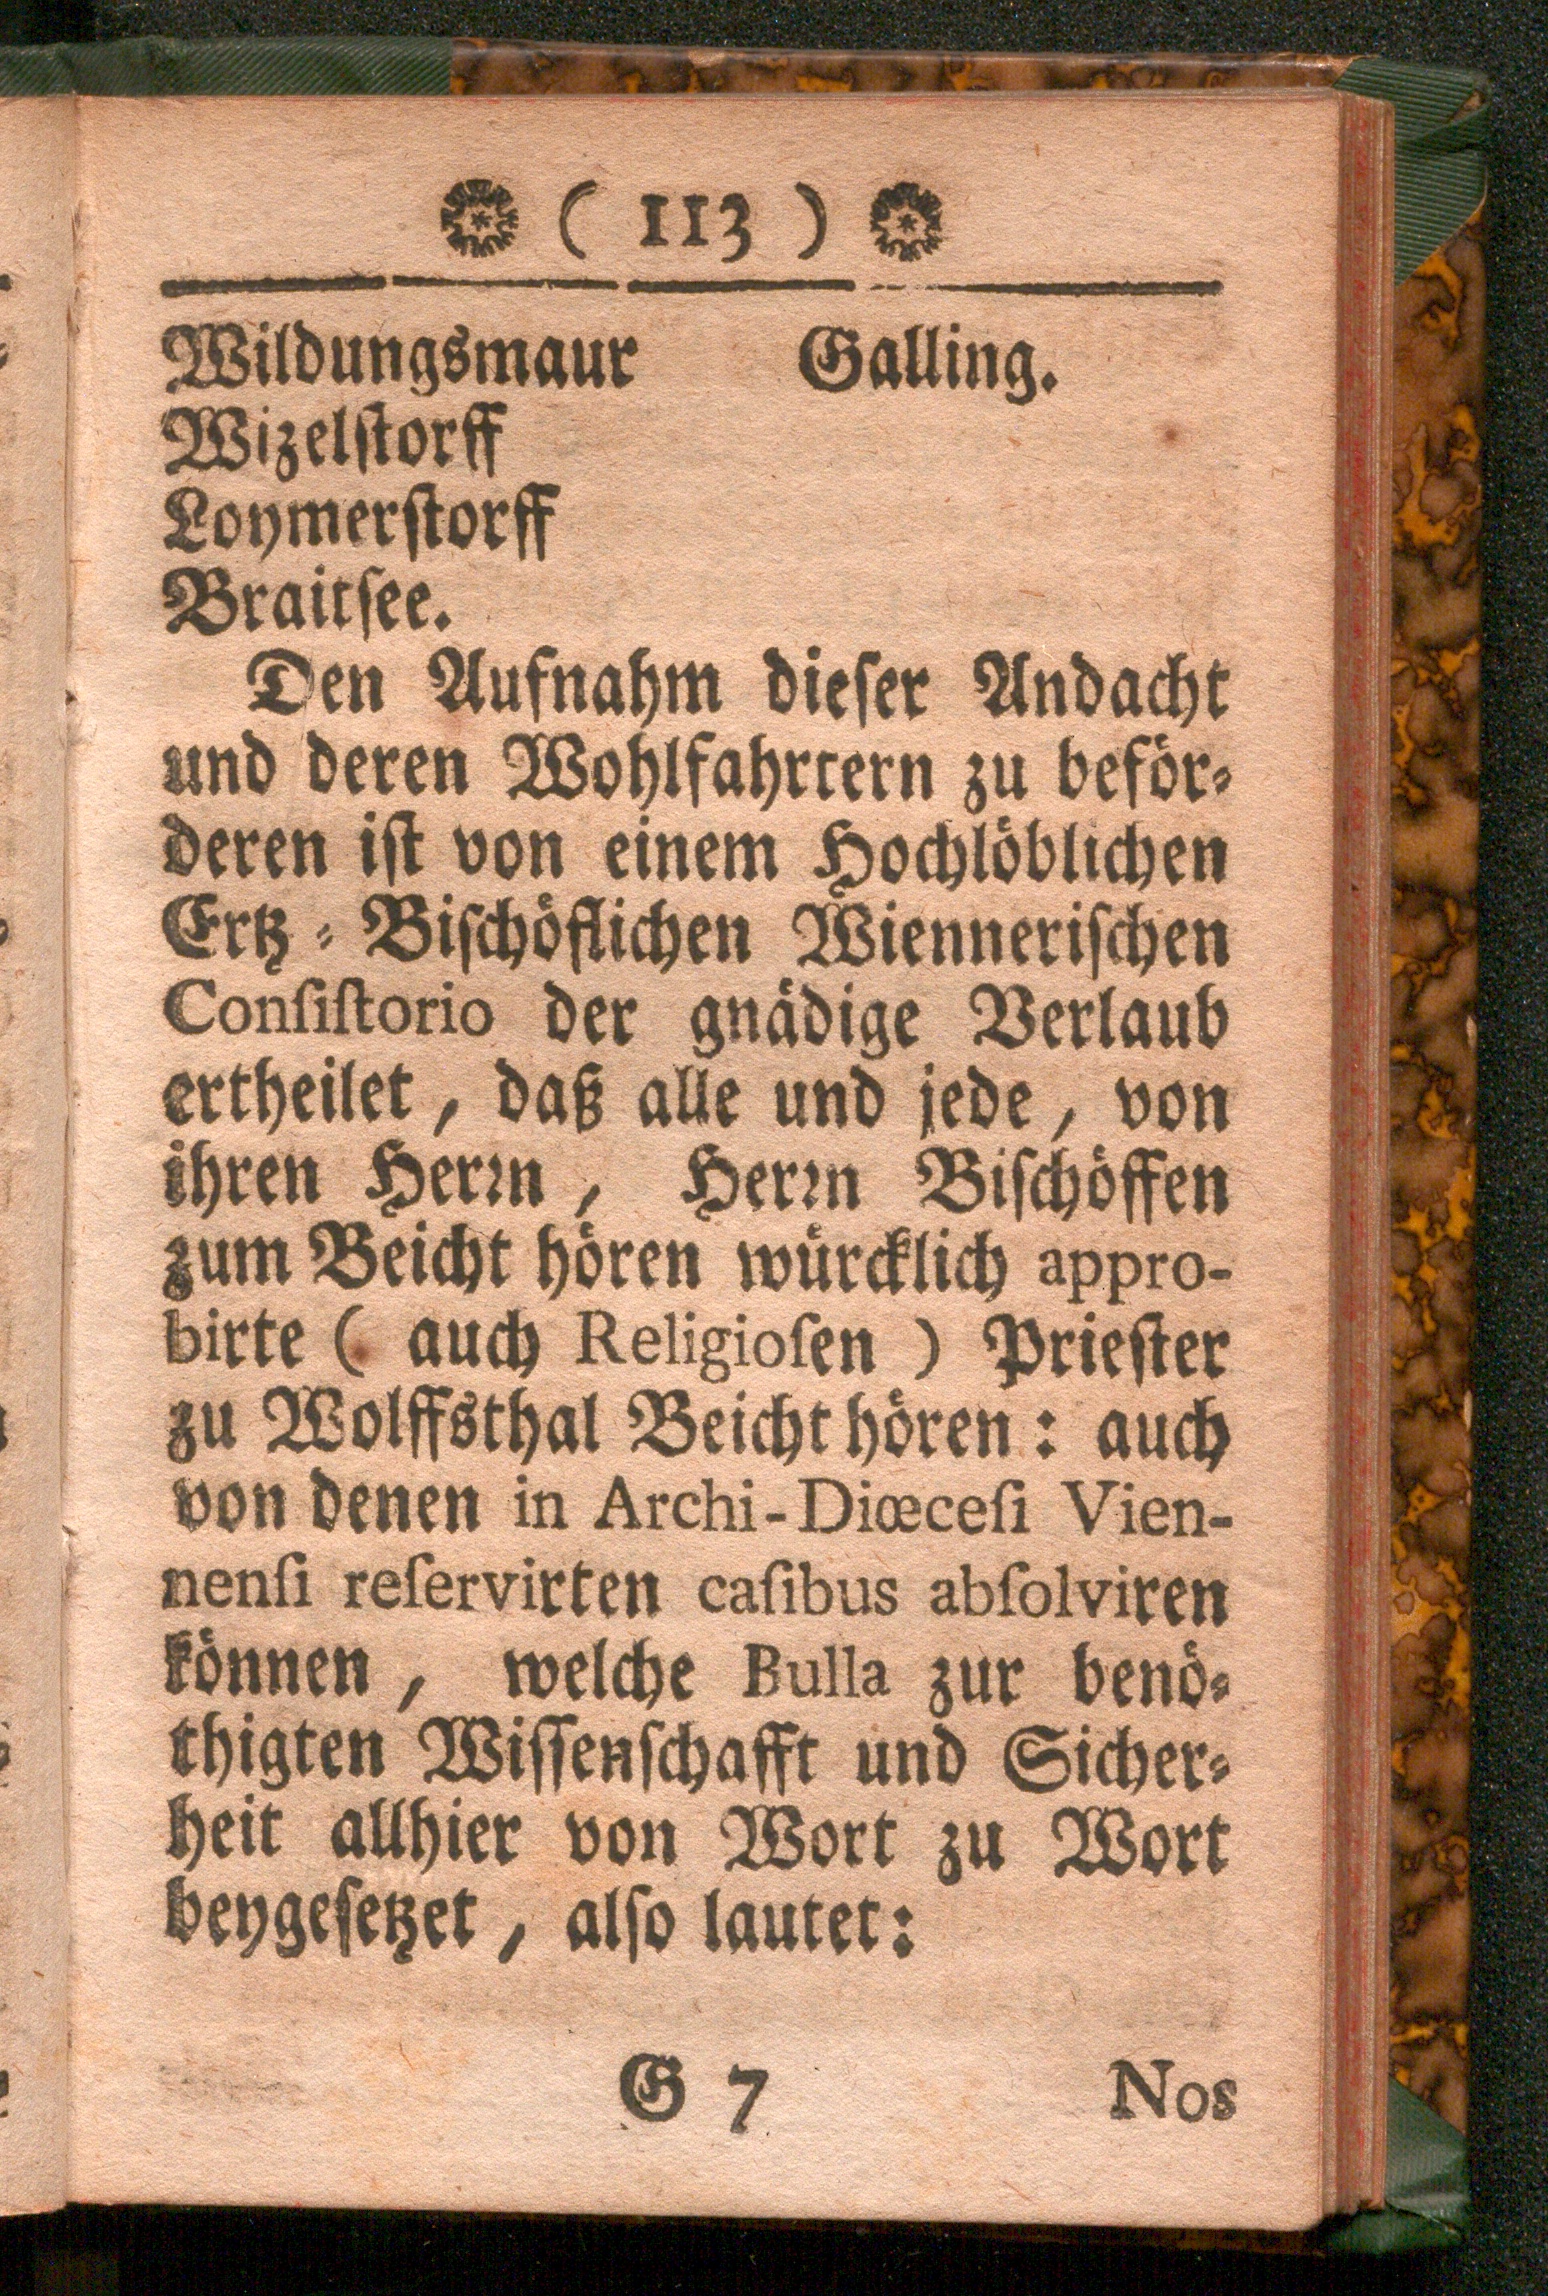 ( 113 )
Wildungsmaur Galling.
Wizelſtorff
Loymerſtorff
Braitſee.
Den Aufnahm dieſer Andacht
und deren Wohlfahrtern zu beför⸗
deren iſt von einem Hochlöblichen
Ertz⸗Biſchöflichen Wienneriſchen
Conſiſtorio der gnädige Verlaub
ertheilet, daß alle und jede, von
ihren Herꝛn, Herꝛn Biſchöffen
zum Beicht hören würcklich appro-
birte ( auch Religioſen ) Prieſter
zu Wolffsthal Beicht hören: auch
von denen in Archi-Diœceſi Vien-
nenſi reſervirten caſibus abſolviren
können, welche Bulla zur benö⸗
thigten Wiſſenſchafft und Sicher⸗
heit allhier von Wort zu Wort
beygeſetzet, alſo lautet:
G 7 Nos